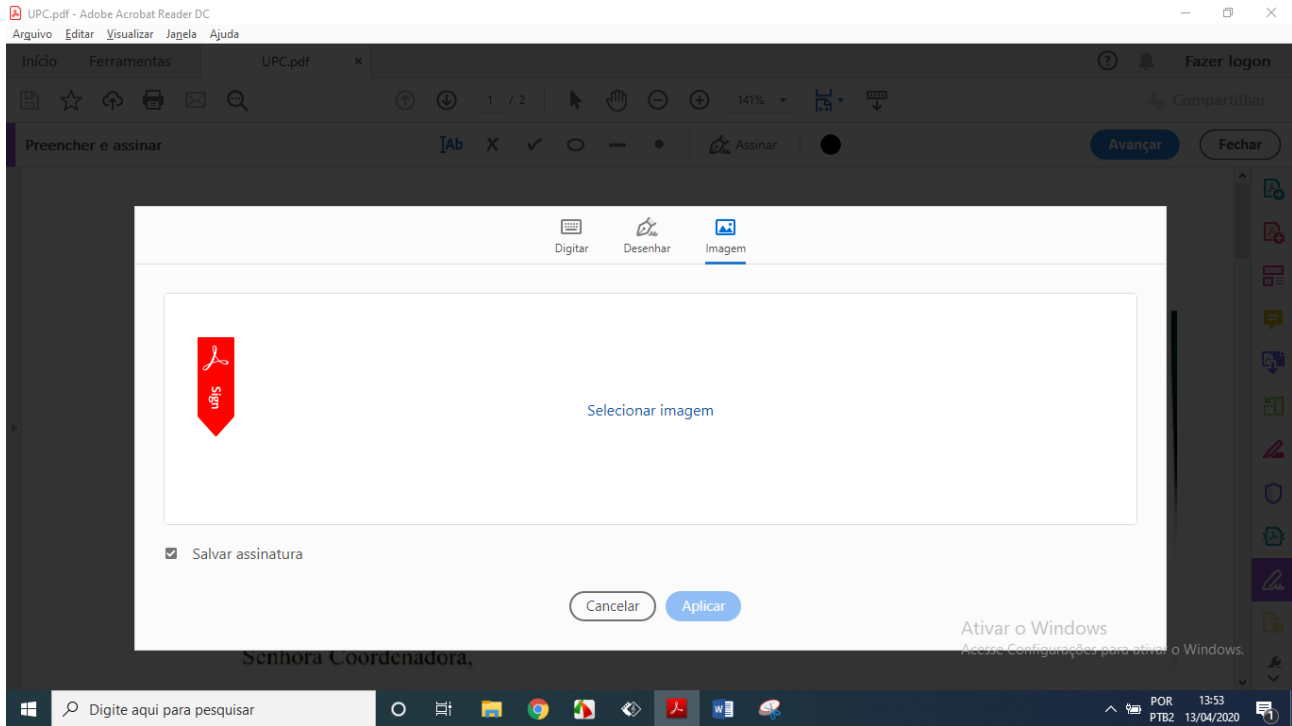 UPC.pdf - Adobe Acrobat Reader DC
Arquivo Editar Visualizar Janela Ajuda
Início Ferramentas UPC.pdf × ? Fazer logon
1 / 2 141% Compartilhar
Preencher e assinar Ab Assinar Avançar Fechar
Digitar Desenhar Imagem
Sign
Selecionar imagem
Salvar assinatura
Cancelar Aplicar
Ativar o Windows
Acesse Configurações para ativar o Windows.
Senhora Coordenadora,
Digite aqui para pesquisar
POR 13:53
PTB2 13/04/2020
1